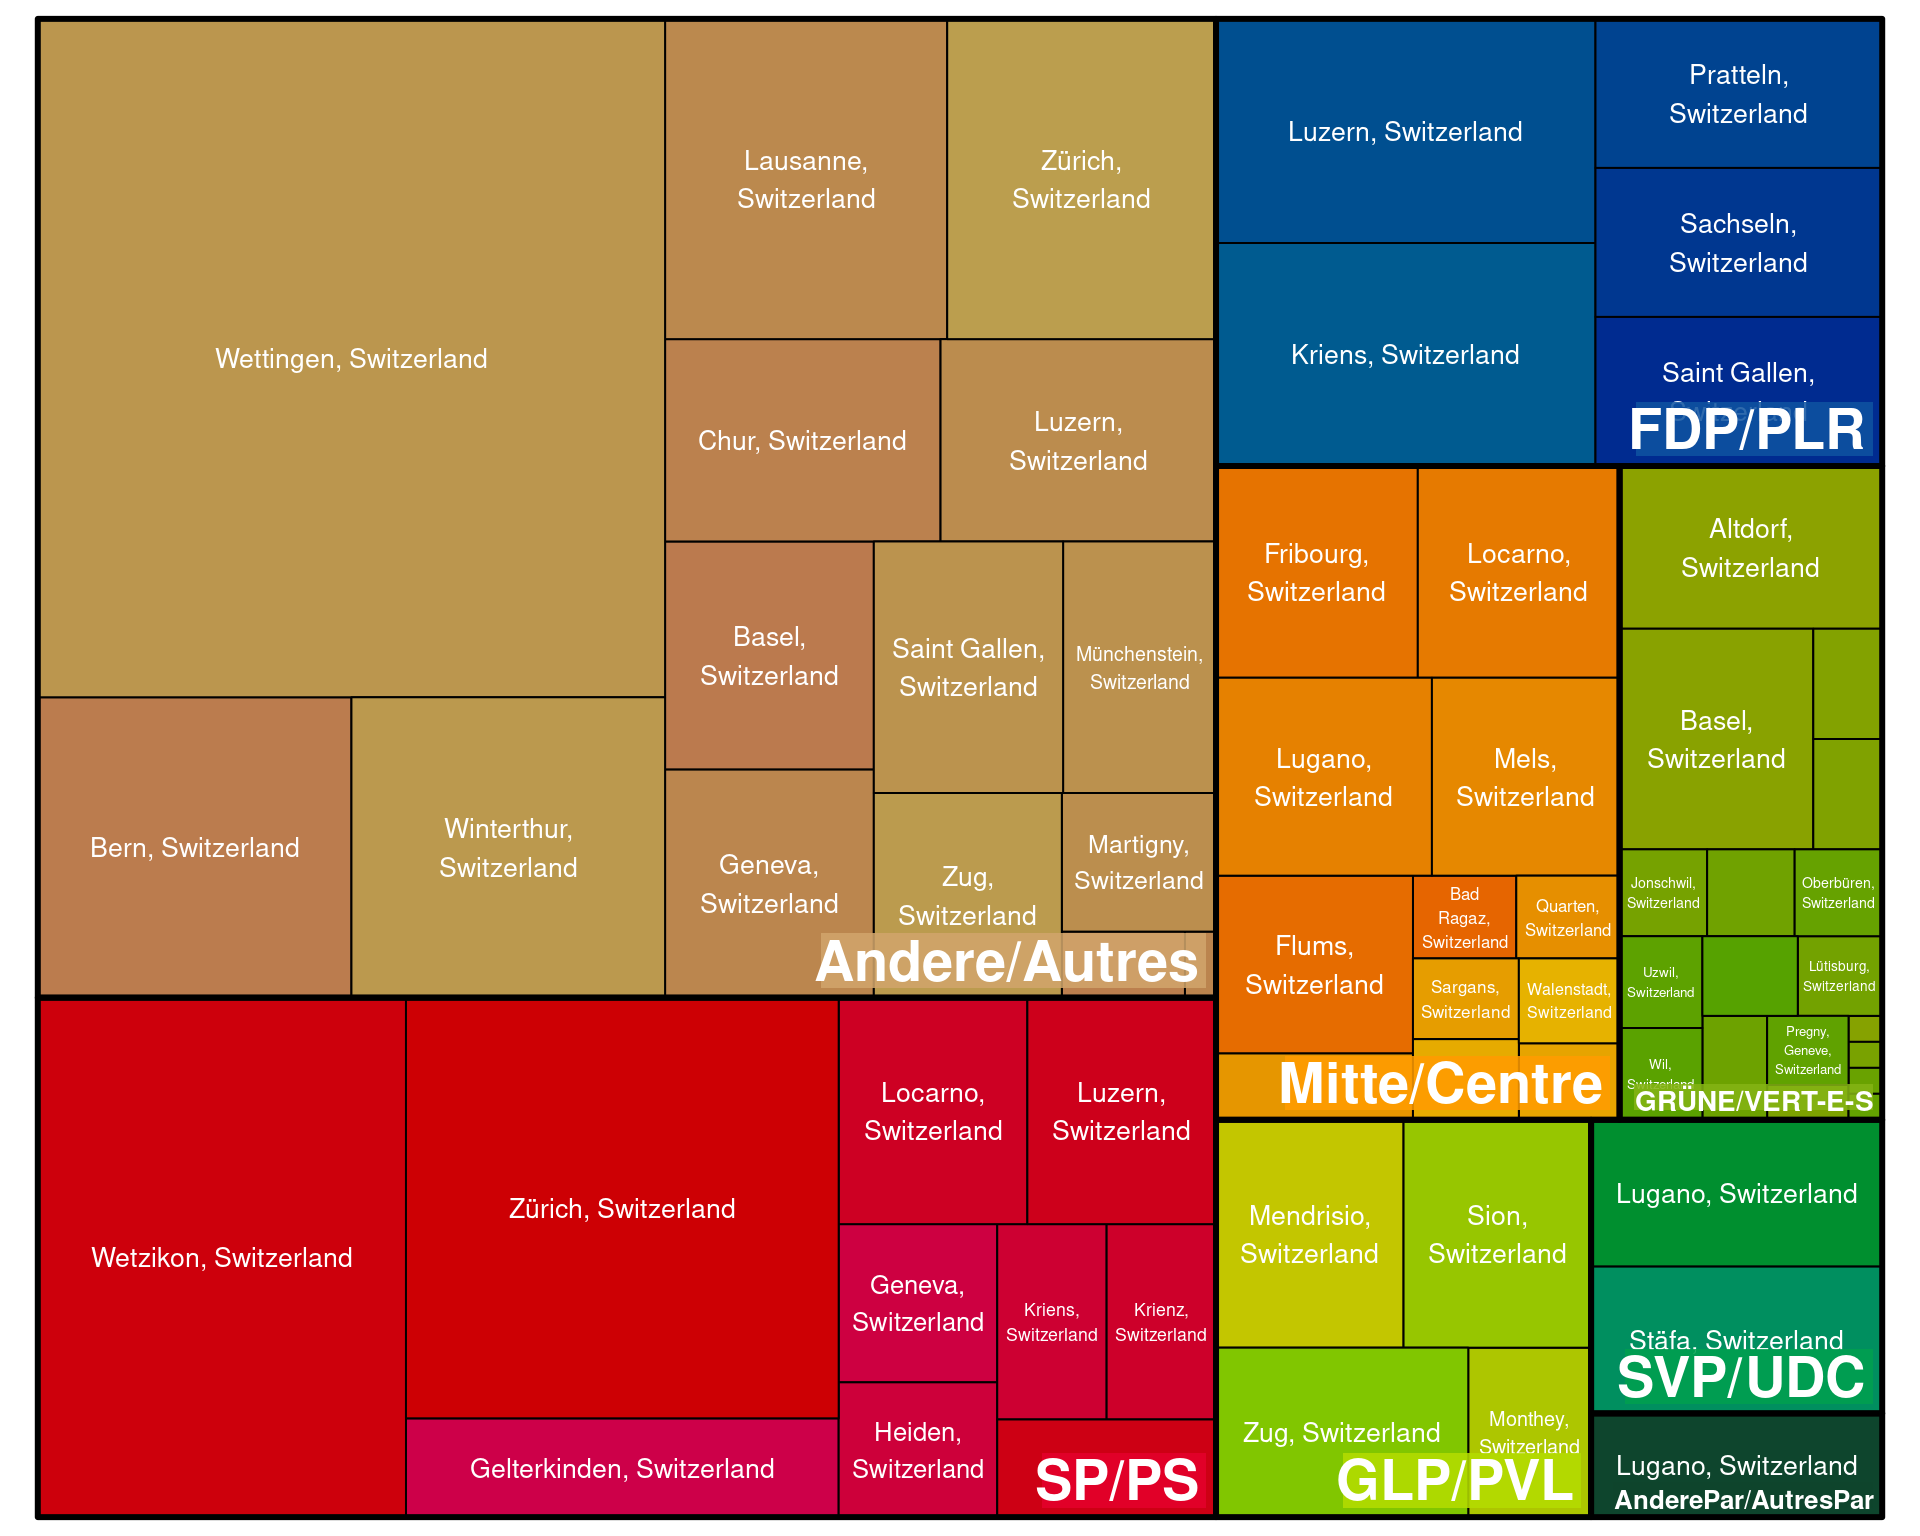 Wettingen, Switzerland
Lausanne,
Switzerland
Zürich,
Switzerland
Chur, Switzerland
Luzern,
Switzerland
Basel,
Switzerland
Saint Gallen,
Switzerland
Münchenstein,
Switzerland
Bern, Switzerland
Winterthur,
Switzerland
Geneva,
Switzerland
Zug,
Switzerland
Martigny,
Switzerland
Andere/Autres
Wetzikon, Switzerland
Zürich, Switzerland
Gelterkinden, Switzerland
Locarno,
Switzerland
Luzern,
Switzerland
Geneva,
Switzerland
Kriens,
Switzerland
Krienz,
Switzerland
Heiden,
Switzerland
SP/PS
Luzern, Switzerland
Kriens, Switzerland
Pratteln,
Switzerland
Sachseln,
Switzerland
Saint Gallen,
Switzerland
FDP/PLR
Fribourg,
Switzerland
Locarno,
Switzerland
Lugano,
Switzerland
Mels,
Switzerland
Flums,
Switzerland
Bad
Ragaz,
Switzerland
Quarten,
Switzerland
Sargans,
Switzerland
Walenstadt,
Switzerland
Mitte/Centre
Altdorf,
Switzerland
Basel,
Switzerland
Jonschwil,
Switzerland
Oberbüren,
Switzerland
Uzwil,
Switzerland
Lütisburg,
Switzerland
Wil,
Switzerland
Pregny,
Geneve,
Switzerland
GRÜNE/VERT-E-S
Mendrisio,
Switzerland
Sion,
Switzerland
Zug, Switzerland
Monthey,
Switzerland
GLP/PVL
Lugano, Switzerland
Stäfa, Switzerland
SVP/UDC
Lugano, Switzerland
AnderePar/AutresPar